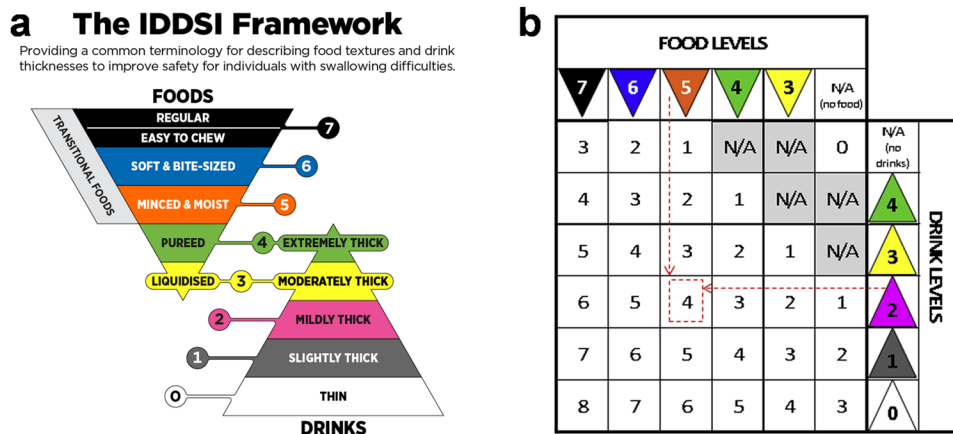 a
The IDDSI Framework
Providing a common terminology for describing food textures and drink
thicknesses to improve safety for individuals with swallowing difficulties.
FOODS
TRANSITIONAL FOODS
REGULAR
EASY TO CHEW
7
SOFT & BITE-SIZED
6
MINCED & MOIST
5
PUREED
4
EXTREMELY THICK
LIQUIDISED
3
MODERATELY THICK
2
MILDLY THICK
1
SLIGHTLY THICK
0
THIN
DRINKS
b
FOOD LEVELS
7 6 5 4 3 N/A
(no food)
3 2 1 N/A N/A 0 N/A
(no
drinks)
4 3 2 1 N/A N/A 4
5 4 3 2 1 N/A 3
6 5 4 3 2 1 2
7 6 5 4 3 2 1
8 7 6 5 4 3 0
DRINK LEVELS